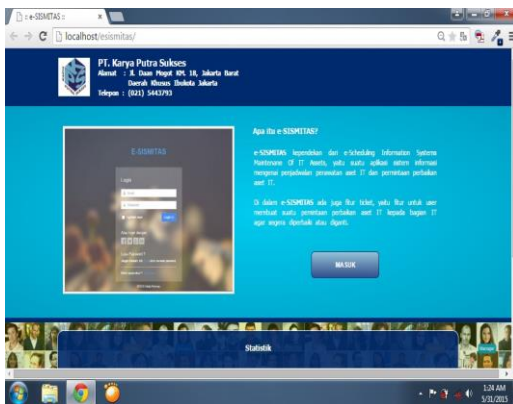 :: e-SISMITAS ::
localhost/esismitas/
PT. Karya Putra Sukses
Alamat : Jl. Daan Mogot KM. 18, Jakarta Barat
Daerah Khusus Ibukota Jakarta
Telepon : (021) 5443793
E-SISMITAS
Login
Apa itu e-SISMITAS?
e-SISMITAS kependekan dan e-Scheduling Information Systems
Maintenane Of IT Assets, yaitu suatu aplikasi sistem informasi
mengenai penjadwalan perawatan aset IT dan permintaan perbaikan
aset IT.
Di dalam e-SISMITAS ada juga fitur ticket, yaitu fitur untuk user
membuat suatu permintaan perbaikan aset IT kepada bagian IT
agar segera diperbaiki atau diganti.
MASUK
Statistik
1:24 AM
5/31/2015